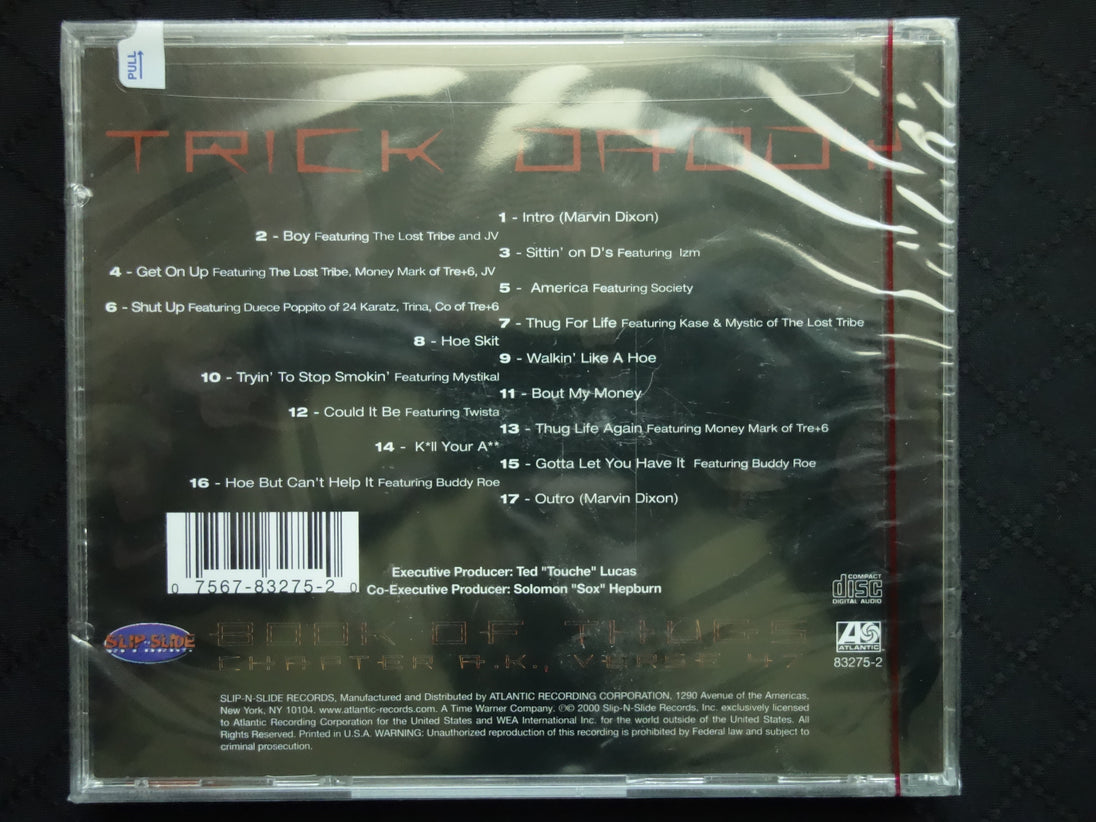 PULL
TRICK DADDY
1 - Intro (Marvin Dixon)
2 - Boy Featuring The Lost Tribe and JV
3 - Sittin' on D's Featuring Izm
4 - Get On Up Featuring The Lost Tribe, Money Mark of Tre+6, JV
5 - America Featuring Society
6 - Shut Up Featuring Duece Poppito of 24 Karatz, Trina, Co of Tre+6
7 - Thug For Life Featuring Kase & Mystic of The Lost Tribe
8 - Hoe Skit
9 - Walkin' Like A Hoe
10 - Tryin' To Stop Smokin' Featuring Mystikal
11 - Bout My Money
12 - Could It Be Featuring Twista
13 - Thug Life Again Featuring Money Mark of Tre+6
14 - K*ll Your A**
15 - Gotta Let You Have It Featuring Buddy Roe
16 - Hoe But Can't Help It Featuring Buddy Roe
17 - Outro (Marvin Dixon)
0 7567-83275-2 0
Executive Producer: Ted "Touche" Lucas
Co-Executive Producer: Solomon "Sox" Hepburn
COMPACT
disc
DIGITAL AUDIO
SLIP-N-SLIDE
BOOK OF THUGS
CHAPTER A.K., VERSE 47
A
ATLANTIC
83275-2
SLIP-N-SLIDE RECORDS, Manufactured and Distributed by ATLANTIC RECORDING CORPORATION, 1290 Avenue of the Americas,
New York, NY 10104. www.atlantic-records.com. A Time Warner Company. ℗© 2000 Slip-N-Slide Records, Inc. exclusively licensed
to Atlantic Recording Corporation for the United States and WEA International Inc. for the world outside of the United States. All
Rights Reserved. Printed in U.S.A. WARNING: Unauthorized reproduction of this recording is prohibited by Federal law and subject to
criminal prosecution.